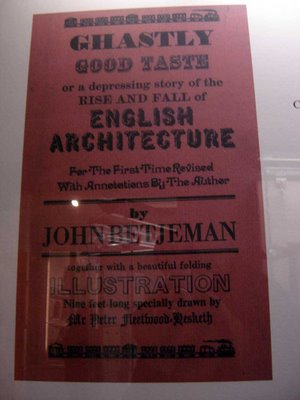 GHASTLY
GOOD TASTE
or a depressing story of the
RISE AND FALL of
ENGLISH
ARCHITECTURE
For The First Time Revised
With Annotations By The Author
by
JOHN BETJEMAN
together with a beautiful folding
ILLUSTRATION
Nine feet long specially drawn by
Mr Peter Fleetwood-Hesketh